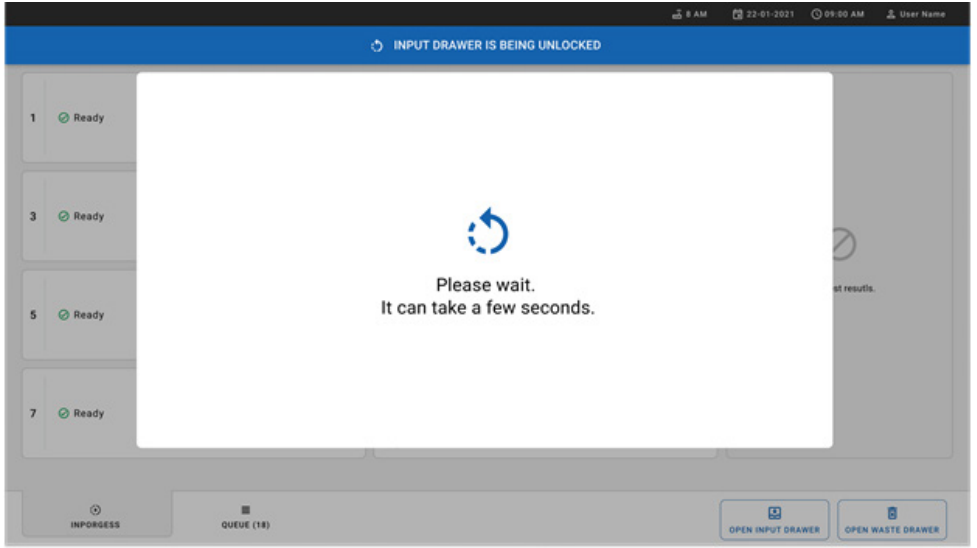 8 AM
22-01-2021
09:00 AM
User Name
INPUT DRAWER IS BEING UNLOCKED
1
Ready
3
Ready
5
Ready
7
Ready
Please wait.
It can take a few seconds.
st resutls.
INPORGESS
QUEUE (18)
OPEN INPUT DRAWER
OPEN WASTE DRAWER